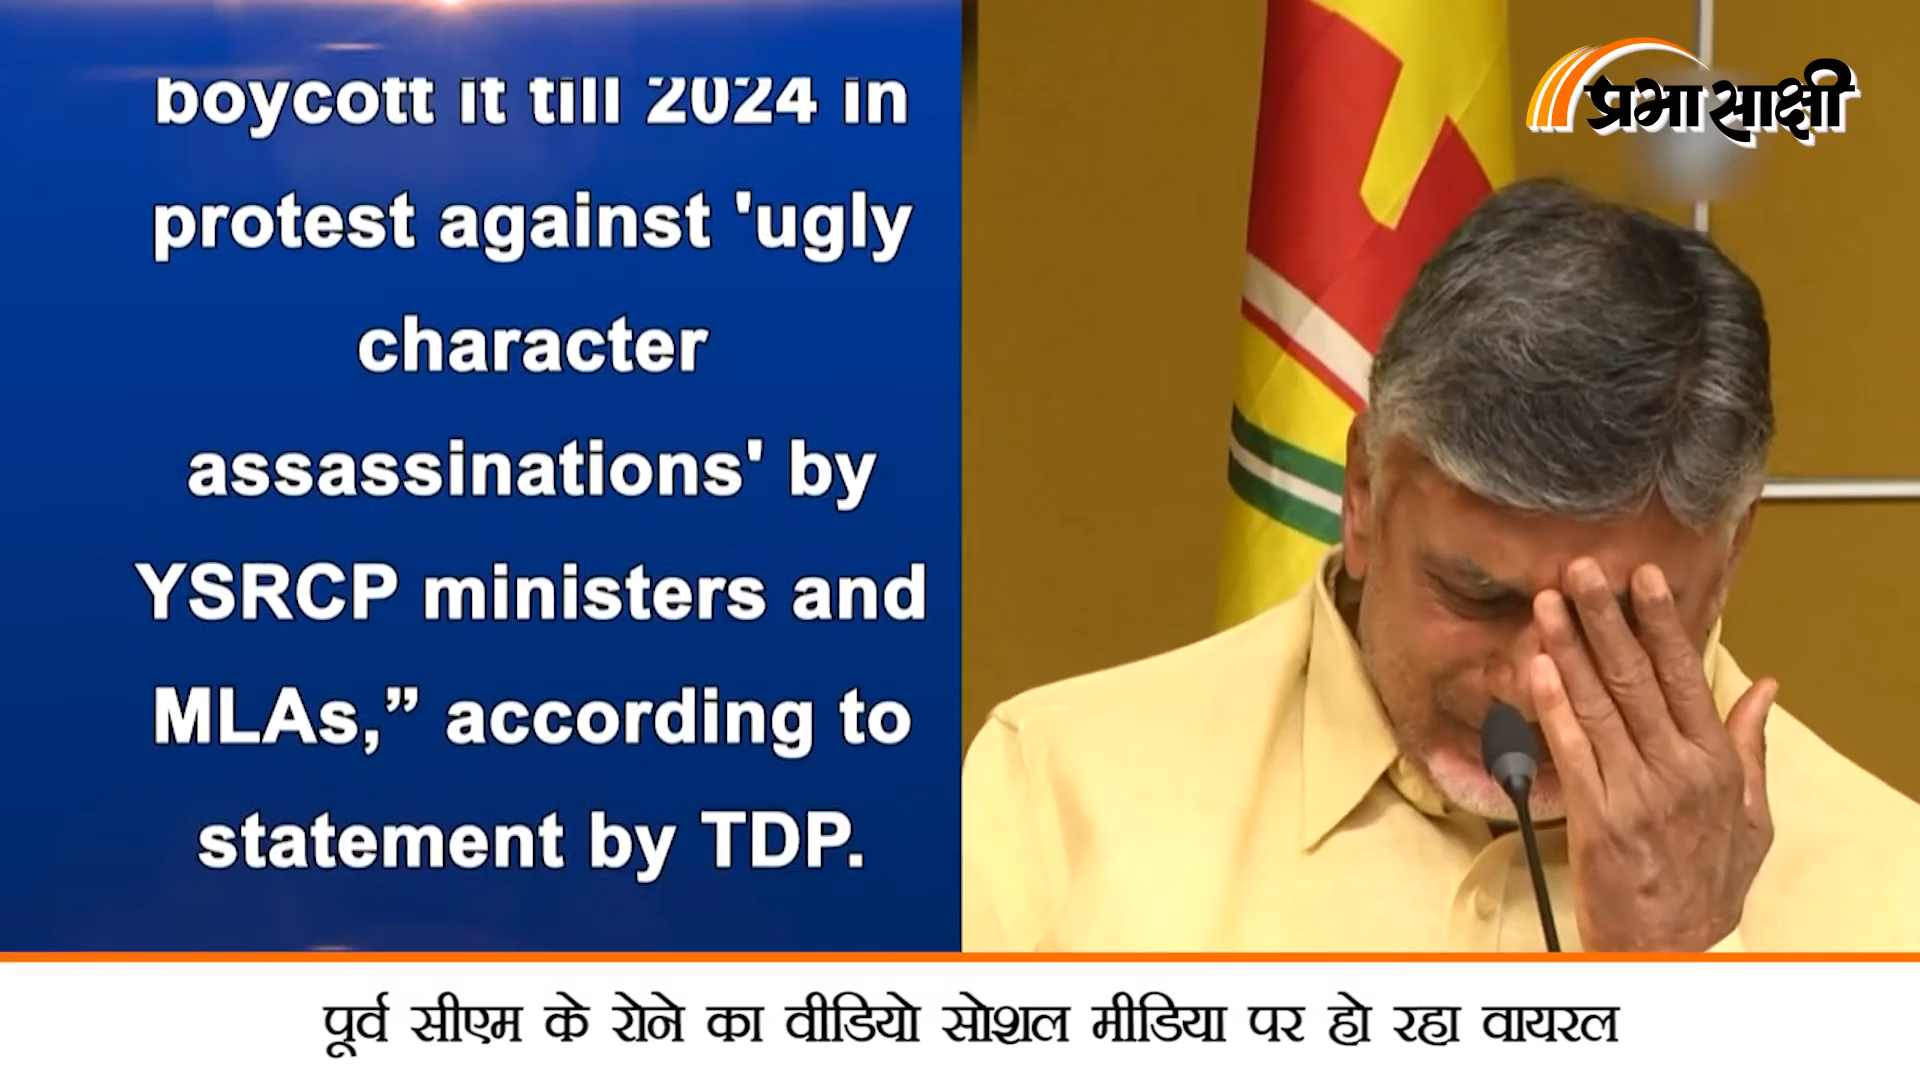 boycott it till 2024 in
protest against 'ugly
character
assassinations' by
YSRCP ministers and
MLAs,” according to
statement by TDP.
प्रभासाक्षी
पूर्व सीएम के रोने का वीडियो सोशल मीडिया पर हो रहा वायरल